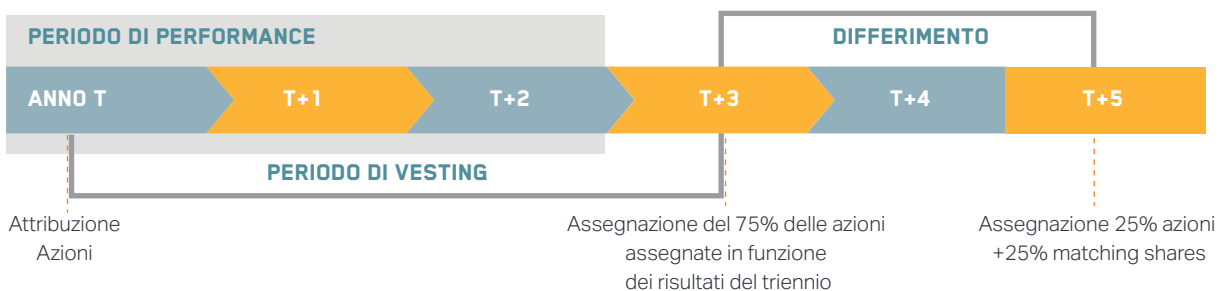 PERIODO DI PERFORMANCE
DIFFERIMENTO
ANNO T
T+1
T+2
T+3
T+4
T+5
PERIODO DI VESTING
Attribuzione
Azioni
Assegnazione del 75% delle azioni
assegnate in funzione
dei risultati del triennio
Assegnazione 25% azioni
+25% matching shares